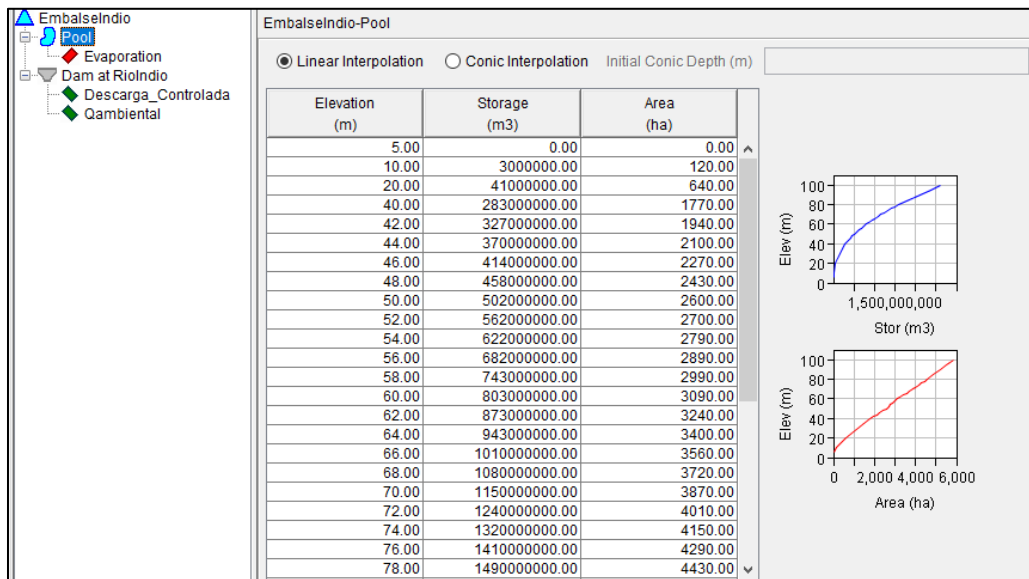 EmbalseIndio
Pool
Evaporation
Dam at RioIndio
Descarga_Controlada
Qambiental
EmbalseIndio-Pool
Linear Interpolation Conic Interpolation Initial Conic Depth (m)
Elevation Storage Area
(m) (m3) (ha)
5.00 0.00 0.00
10.00 3000000.00 120.00
20.00 41000000.00 640.00
40.00 283000000.00 1770.00
42.00 327000000.00 1940.00
44.00 370000000.00 2100.00
46.00 414000000.00 2270.00
48.00 458000000.00 2430.00
50.00 502000000.00 2600.00
52.00 562000000.00 2700.00
54.00 622000000.00 2790.00
56.00 682000000.00 2890.00
58.00 743000000.00 2990.00
60.00 803000000.00 3090.00
62.00 873000000.00 3240.00
64.00 943000000.00 3400.00
66.00 1010000000.00 3560.00
68.00 1080000000.00 3720.00
70.00 1150000000.00 3870.00
72.00 1240000000.00 4010.00
74.00 1320000000.00 4150.00
76.00 1410000000.00 4290.00
78.00 1490000000.00 4430.00
Elev (m)
100
80
60
40
20
0
1,500,000,000
Stor (m3)
Elev (m)
100
80
60
40
20
0
0 2,000 4,000 6,000
Area (ha)